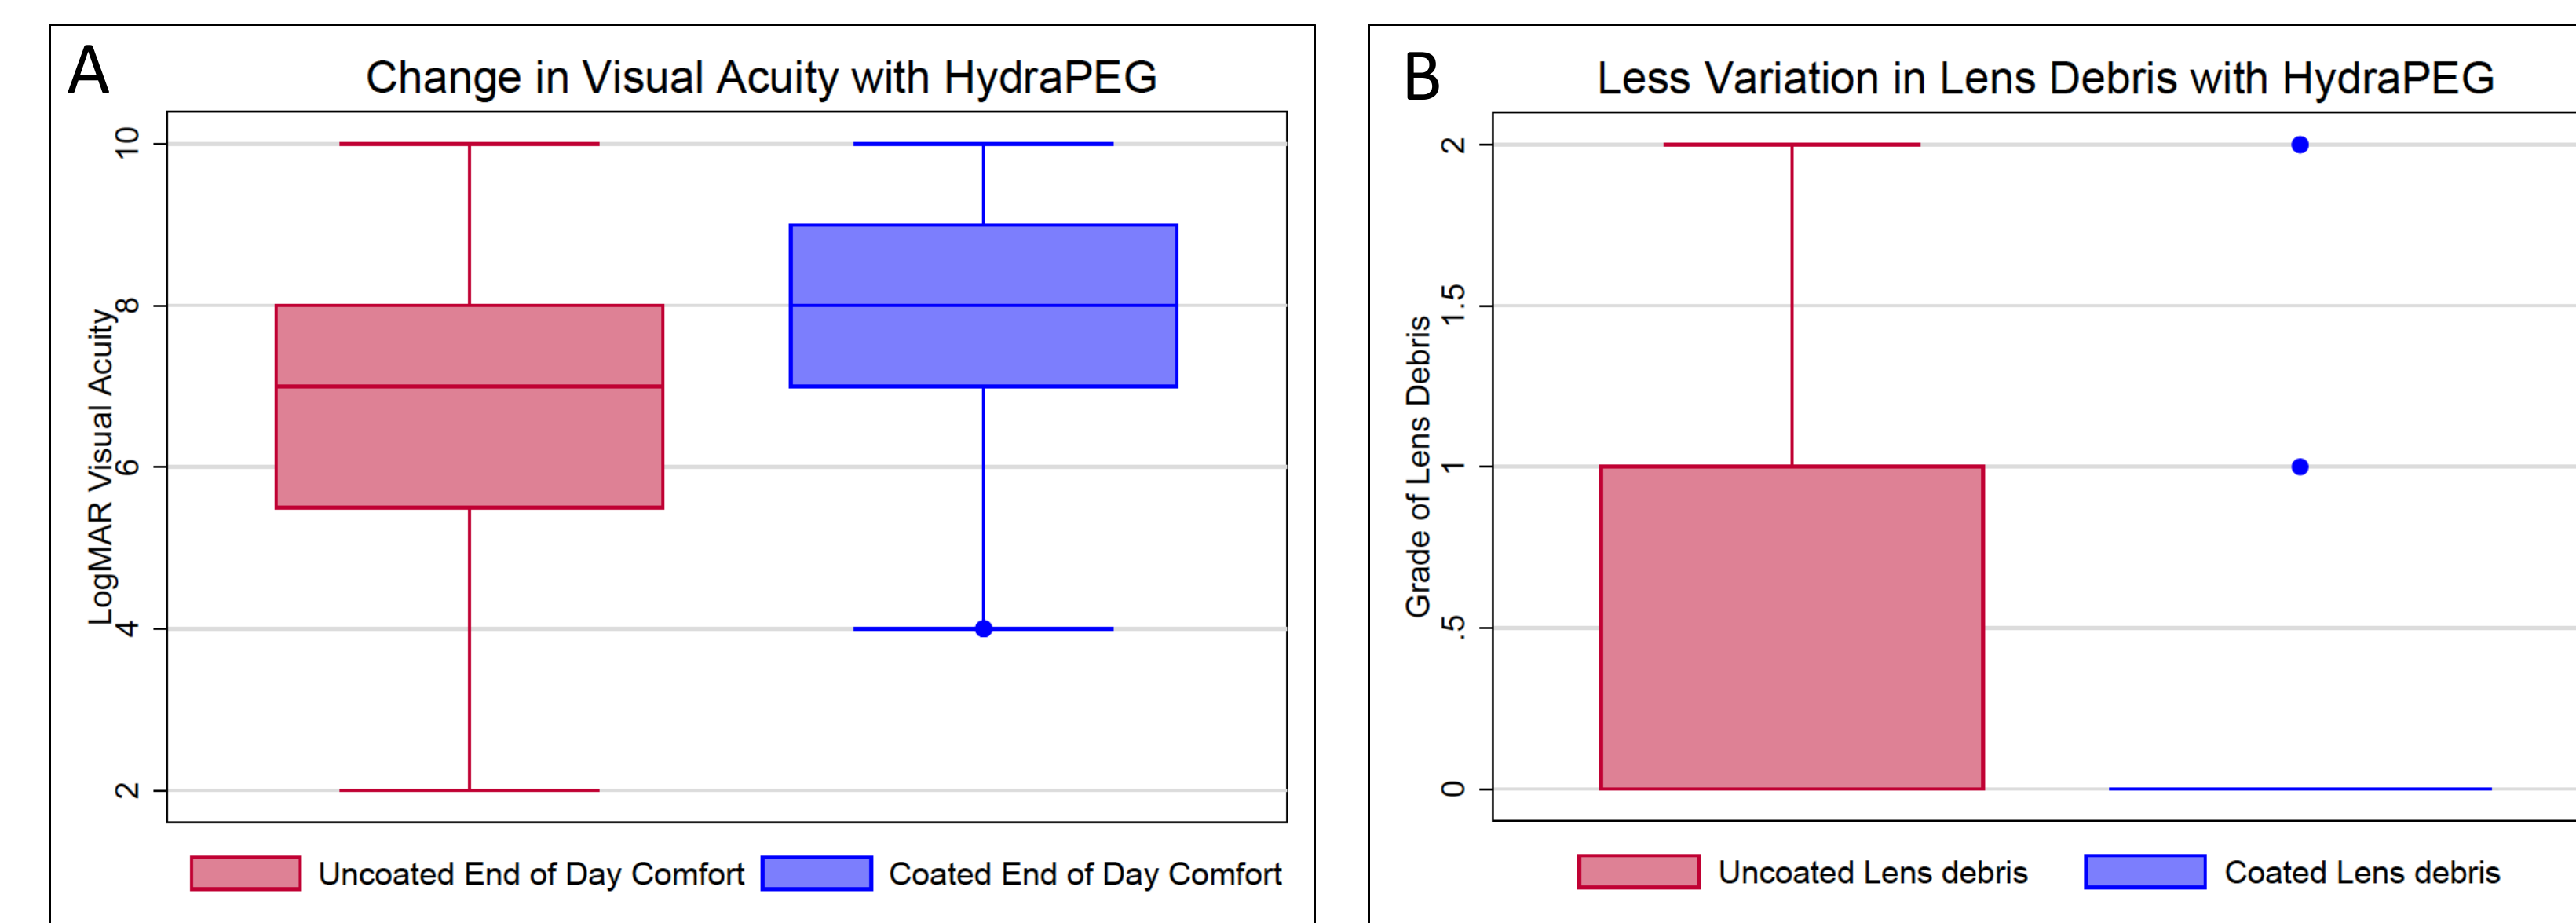 A
Change in Visual Acuity with HydraPEG
LogMAR Visual Acuity
10
8
6
4
2
Uncoated End of Day Comfort
Coated End of Day Comfort
B
Less Variation in Lens Debris with HydraPEG
Grade of Lens Debris
2
1.5
1
.5
0
Uncoated Lens debris
Coated Lens debris